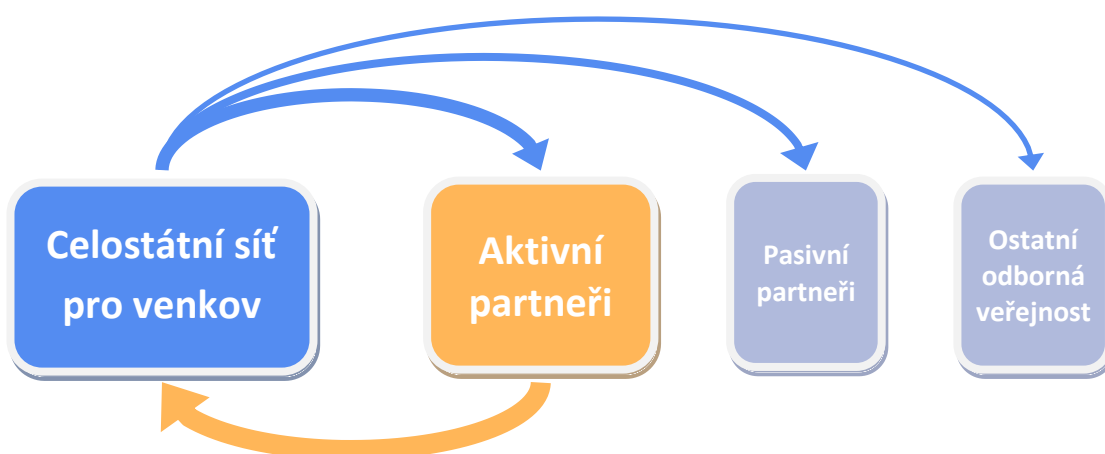 Celostátní síť
pro venkov
Aktivní
partneři
Pasivní
partneři
Ostatní
odborná
veřejnost